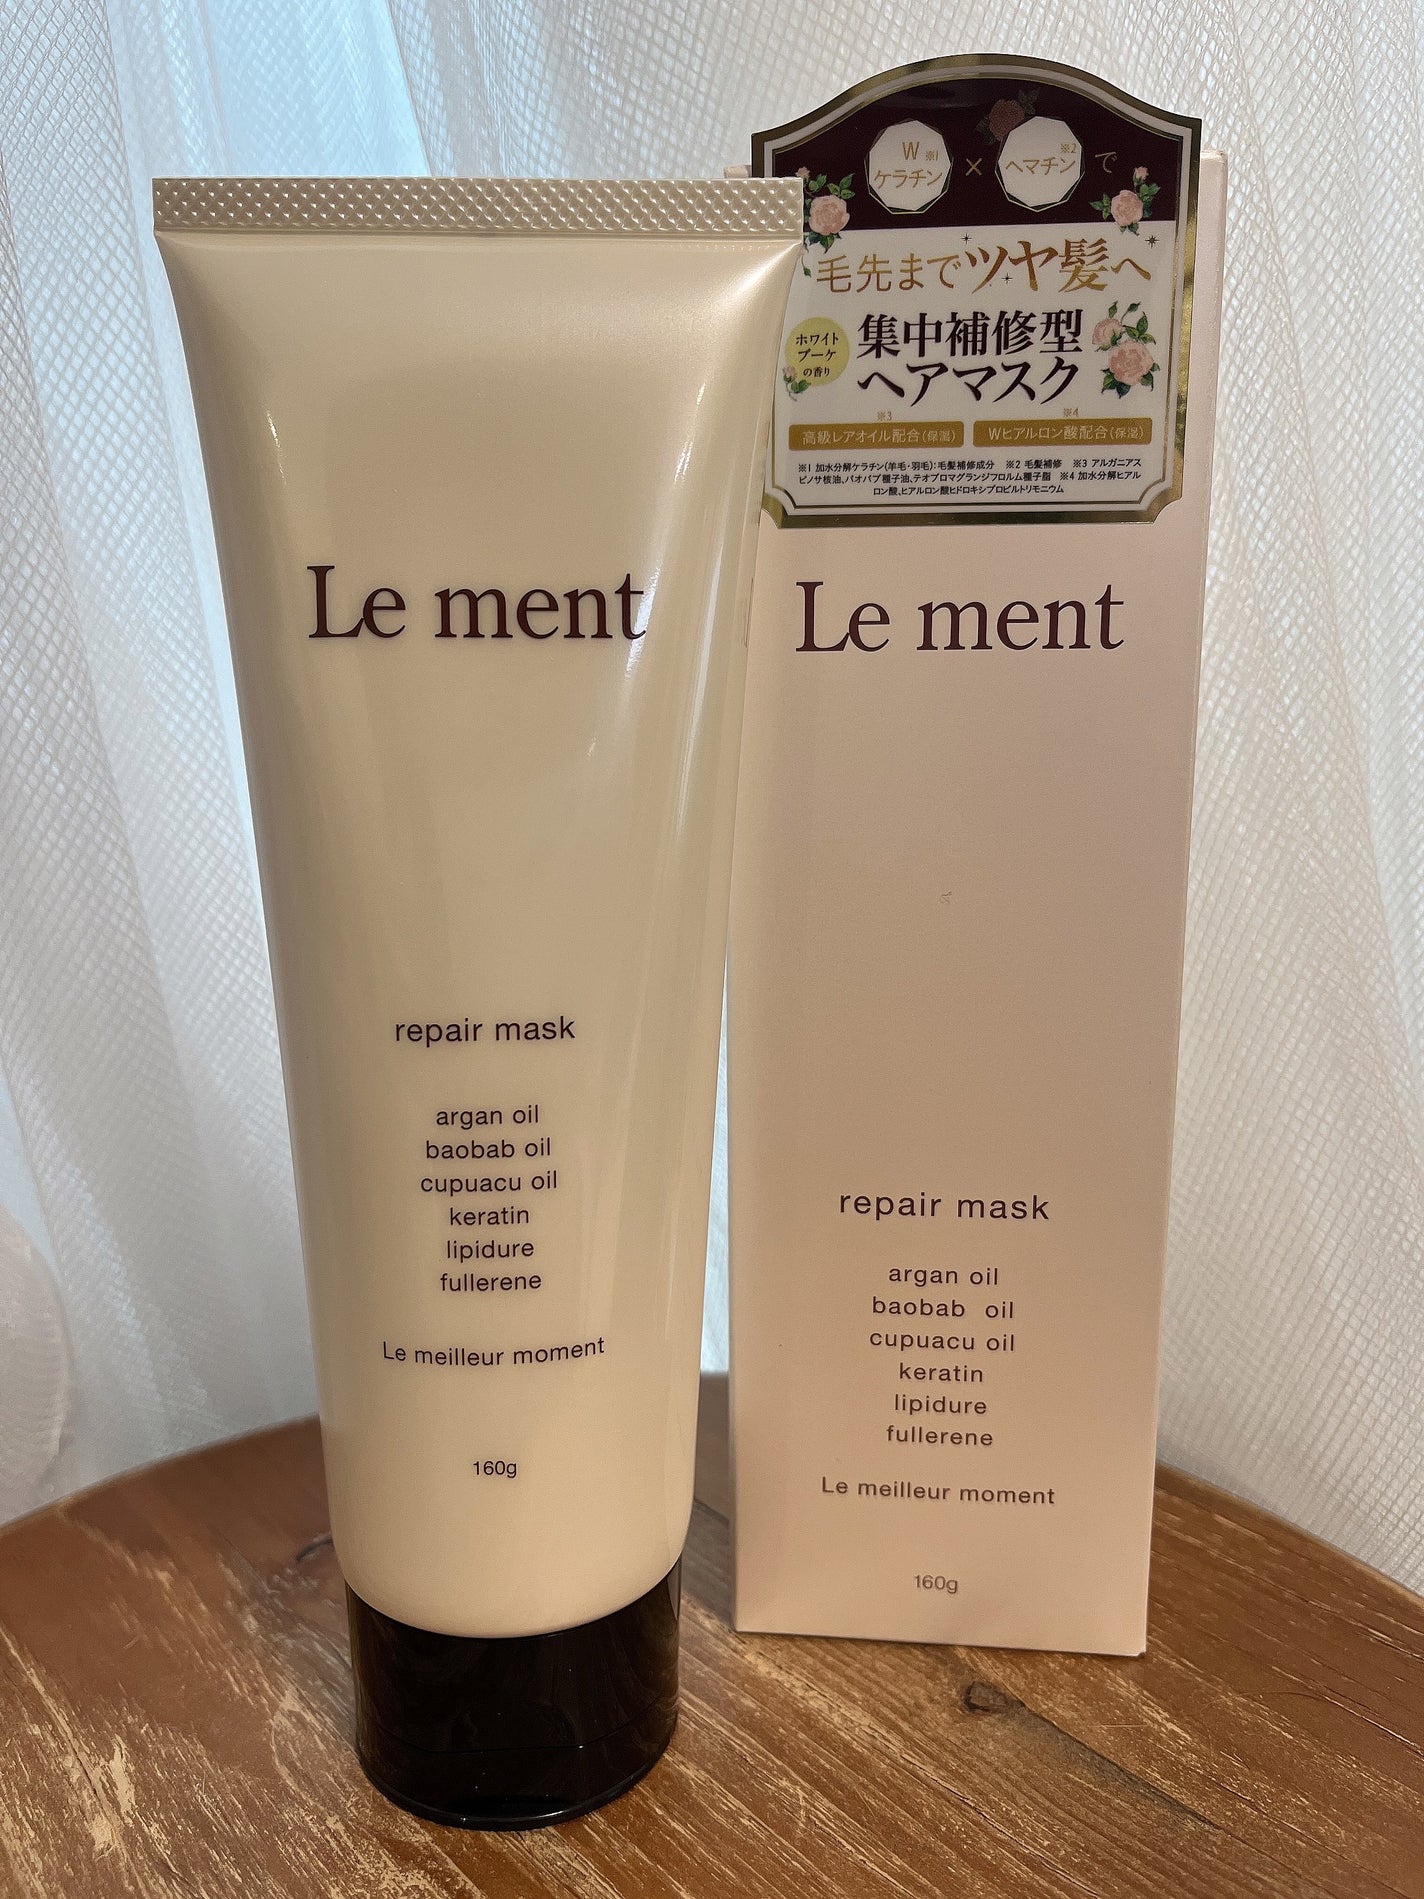 Le ment
repair mask
argan oil
baobab oil
cupuacu oil
keratin
lipidure
fullerene
Le meilleur moment
160g
W※1
ケラチン
×
※2
ヘマチン
で
毛先までツヤ髪へ
ホワイト
ブーケ
の香り
集中補修型
ヘアマスク
※3
高級レアオイル配合(保湿)
※4
Wヒアルロン酸配合(保湿)
※1 加水分解ケラチン(羊毛・羽毛):毛髪補修成分 ※2 毛髪補修 ※3 アルガニアス
ピノサ核油、バオバブ種子油、テオブロマグランジフロルム種子脂 ※4 加水分解ヒアル
ロン酸、ヒアルロン酸ヒドロキシプロピルトリモニウム
Le ment
repair mask
argan oil
baobab oil
cupuacu oil
keratin
lipidure
fullerene
Le meilleur moment
160g